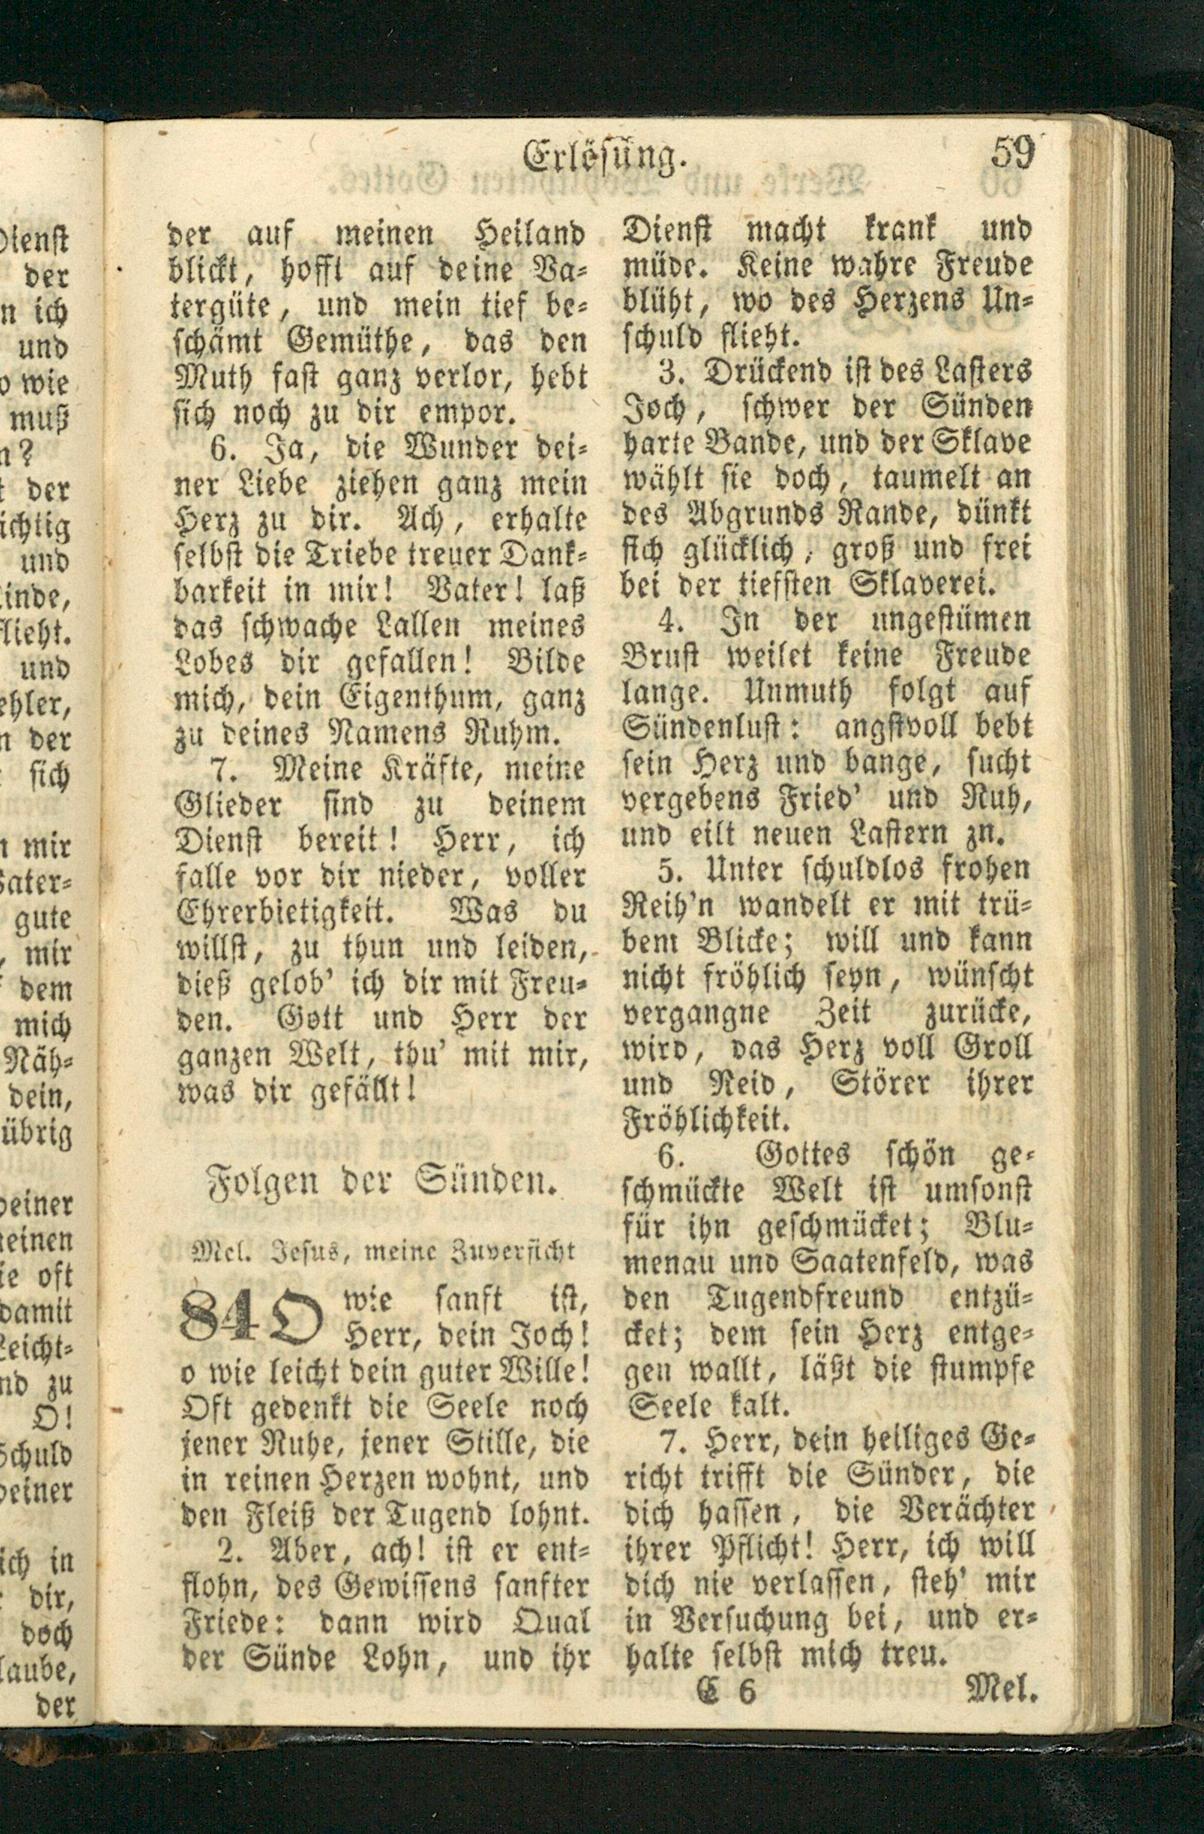 Erlösung.
59
der auf meinen Heiland
blickt, hofft auf deine Va-
tergüte, und mein tief be-
schämt Gemüthe, das den
Muth fast ganz verlor, hebt
sich noch zu dir empor.
6. Ja, die Wunder dei-
ner Liebe ziehen ganz mein
Herz zu dir. Ach, erhalte
selbst die Triebe treuer Dank-
barkeit in mir! Vater! laß
das schwache Lallen meines
Lobes dir gefallen! Bilde
mich, dein Eigenthum, ganz
zu deines Namens Ruhm.
7. Meine Kräfte, meine
Glieder sind zu deinem
Dienst bereit! Herr, ich
falle vor dir nieder, voller
Ehrerbietigkeit. Was du
willst, zu thun und leiden,
dieß gelob' ich dir mit Freu-
den. Gott und Herr der
ganzen Welt, thu' mit mir,
was dir gefällt!
Folgen der Sünden.
Mel. Jesus, meine Zuversicht
84 O wie sanft ist,
Herr, dein Joch!
o wie leicht dein guter Wille!
Oft gedenkt die Seele noch
jener Ruhe, jener Stille, die
in reinen Herzen wohnt, und
den Fleiß der Tugend lohnt.
2. Aber, ach! ist er ent-
flohn, des Gewissens sanfter
Friede: dann wird Qual
der Sünde Lohn, und ihr
Dienst macht krank und
müde. Keine wahre Freude
blüht, wo des Herzens Un-
schuld flieht.
3. Drückend ist des Lasters
Joch, schwer der Sünden
harte Bande, und der Sklave
wählt sie doch, taumelt an
des Abgrunds Rande, dünkt
sich glücklich, groß und frei
bei der tiefsten Sklaverei.
4. In der ungestümen
Brust weilet keine Freude
lange. Unmuth folgt auf
Sündenlust: angstvoll bebt
sein Herz und bange, sucht
vergebens Fried' und Ruh,
und eilt neuen Lastern zn.
5. Unter schuldlos frohen
Reih'n wandelt er mit trü-
bem Blicke; will und kann
nicht fröhlich seyn, wünscht
vergangne Zeit zurücke,
wird, das Herz voll Groll
und Neid, Störer ihrer
Fröhlichkeit.
6. Gottes schön ge-
schmückte Welt ist umsonst
für ihn geschmücket; Blu-
menau und Saatenfeld, was
den Tugendfreund entzü-
cket; dem sein Herz entge-
gen wallt, läßt die stumpfe
Seele kalt.
7. Herr, dein heiliges Ge-
richt trifft die Sünder, die
dich hassen, die Verächter
ihrer Pflicht! Herr, ich will
dich nie verlassen, steh' mir
in Versuchung bei, und er-
halte selbst mich treu.
C 6
Mel.